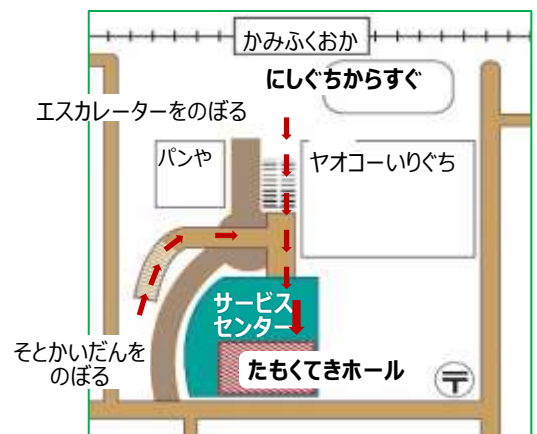 かみふくおか
にしぐちからすぐ
エスカレーターをのぼる
パンや
ヤオコーいりぐち
サービス
センター
そとかいだんを
のぼる
たもくてきホール
〒